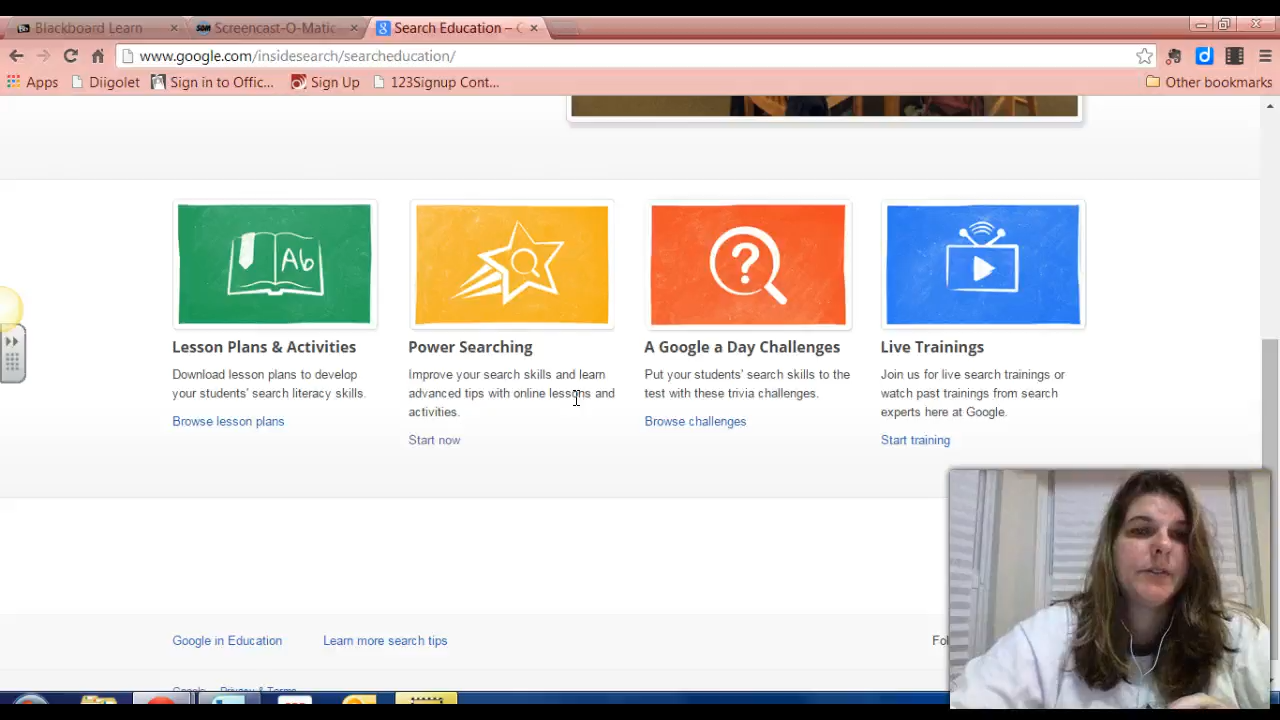 Blackboard Learn
Screencast-O-Matic
Search Education –
www.google.com/insidesearch/searcheducation/
Apps
Diigolet
Sign in to Offic...
Sign Up
123Signup Cont...
Other bookmarks
Ab
Lesson Plans & Activities
Download lesson plans to develop
your students' search literacy skills.
Browse lesson plans
Power Searching
Improve your search skills and learn
advanced tips with online lessons and
activities.
Start now
?
A Google a Day Challenges
Put your students' search skills to the
test with these trivia challenges.
Browse challenges
Live Trainings
Join us for live search trainings or
watch past trainings from search
experts here at Google.
Start training
Google in Education
Learn more search tips
Fol
Google
Privacy & Terms